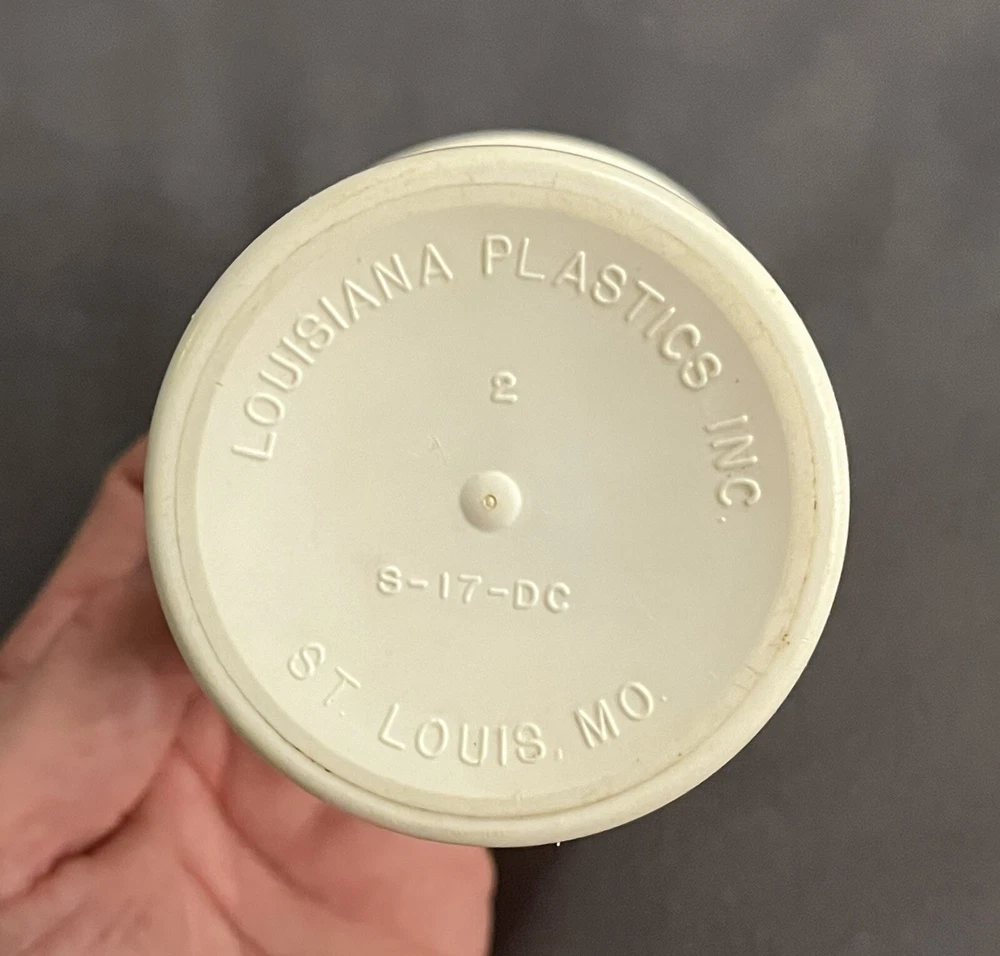 LOUISIANA PLASTICS INC.
2
S-17-DC
ST. LOUIS, MO.